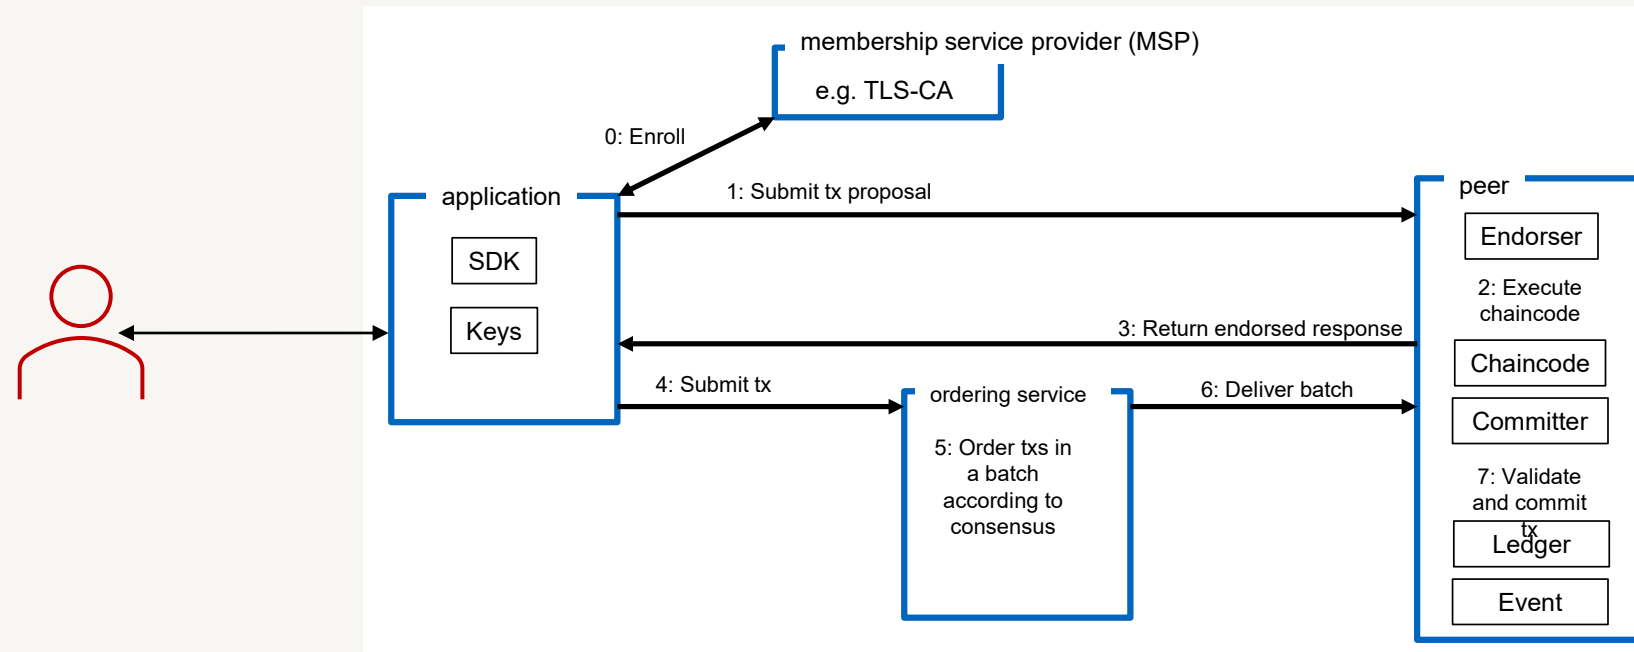 membership service provider (MSP)
e.g. TLS-CA
0: Enroll
1: Submit tx proposal
application
SDK
Keys
peer
Endorser
2: Execute
chaincode
3: Return endorsed response
Chaincode
4: Submit tx
ordering service
6: Deliver batch
Committer
5: Order txs in
a batch
according to
consensus
7: Validate
and commit
tx
Ledger
Event